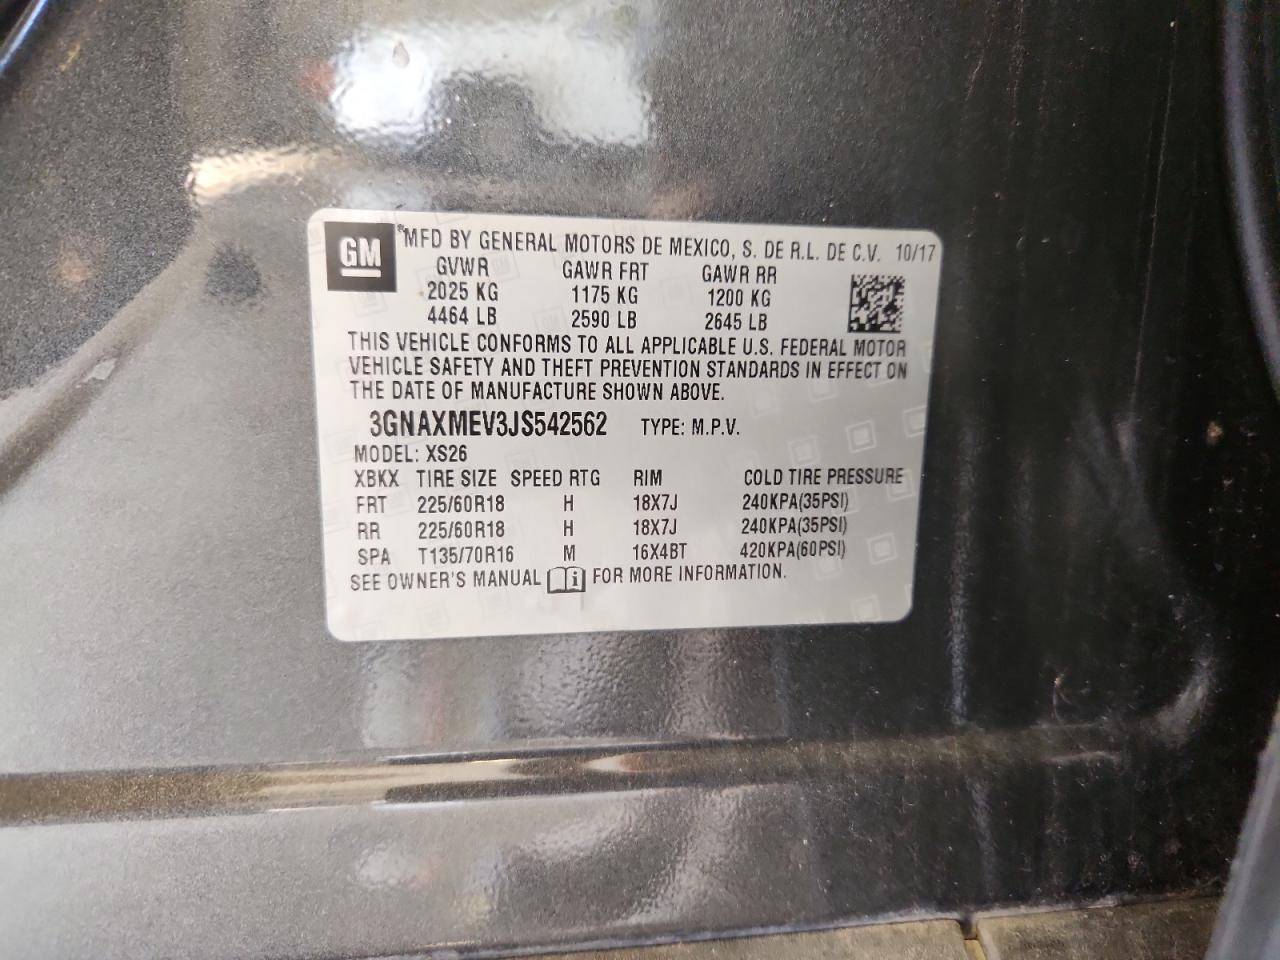 GM
®MFD BY GENERAL MOTORS DE MEXICO, S. DE R.L. DE C.V. 10/17
GVWR GAWR FRT GAWR RR
2025 KG 1175 KG 1200 KG
4464 LB 2590 LB 2645 LB
THIS VEHICLE CONFORMS TO ALL APPLICABLE U.S. FEDERAL MOTOR
VEHICLE SAFETY AND THEFT PREVENTION STANDARDS IN EFFECT ON
THE DATE OF MANUFACTURE SHOWN ABOVE.
3GNAXMEV3JS542562 TYPE: M.P.V.
MODEL: XS26
XBKX TIRE SIZE SPEED RTG RIM COLD TIRE PRESSURE
FRT 225/60R18 H 18X7J 240KPA(35PSI)
RR 225/60R18 H 18X7J 240KPA(35PSI)
SPA T135/70R16 M 16X4BT 420KPA(60PSI)
SEE OWNER'S MANUAL i FOR MORE INFORMATION.